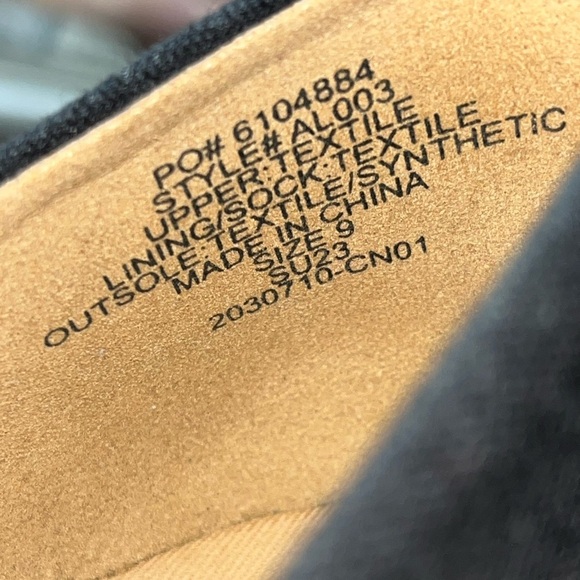 PO# 6104884
STYLE# AL003
UPPER:TEXTILE
LINING/SOCK:TEXTILE
OUTSOLE:TEXTILE/SYNTHETIC
MADE IN CHINA
SIZE 9
SU23
2030710-CN01